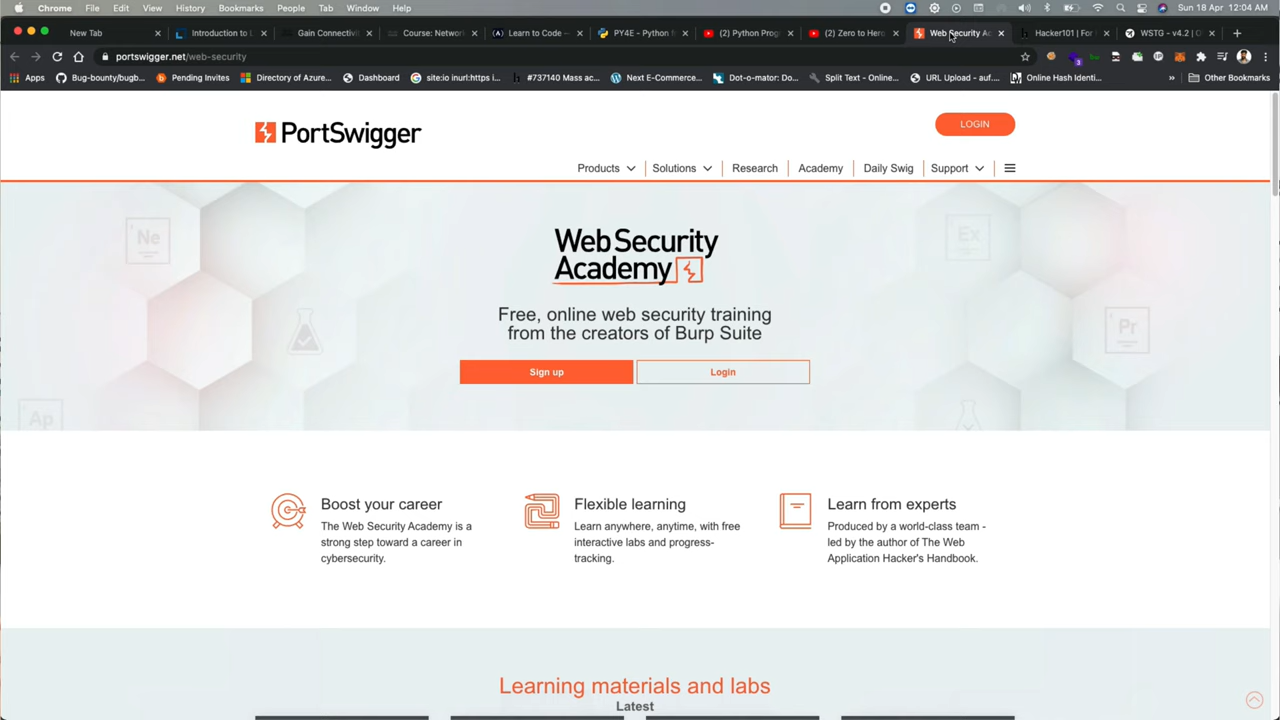 Chrome File Edit View History Bookmarks People Tab Window Help Sun 18 Apr 12:04 AM
New Tab Introduction to L Gain Connectivi Course: Network Learn to Code — PY4E - Python f (2) Python Prog (2) Zero to Hero Web Security Ac Hacker101 | For WSTG - v4.2 | O
portswigger.net/web-security
Apps Bug-bounty/bugb... Pending Invites Directory of Azure... Dashboard site:io inurl:https i... #737140 Mass ac... Next E-Commerce... Dot-o-mator: Do... Split Text - Online... URL Upload - auf.... Online Hash Identi... » Other Bookmarks
PortSwigger
LOGIN
Products Solutions Research Academy Daily Swig Support
Ne
Ex
Pr
Ap
Web Security
Academy
Free, online web security training
from the creators of Burp Suite
Sign up Login
Boost your career
The Web Security Academy is a
strong step toward a career in
cybersecurity.
Flexible learning
Learn anywhere, anytime, with free
interactive labs and progress-
tracking.
Learn from experts
Produced by a world-class team -
led by the author of The Web
Application Hacker's Handbook.
Learning materials and labs
Latest